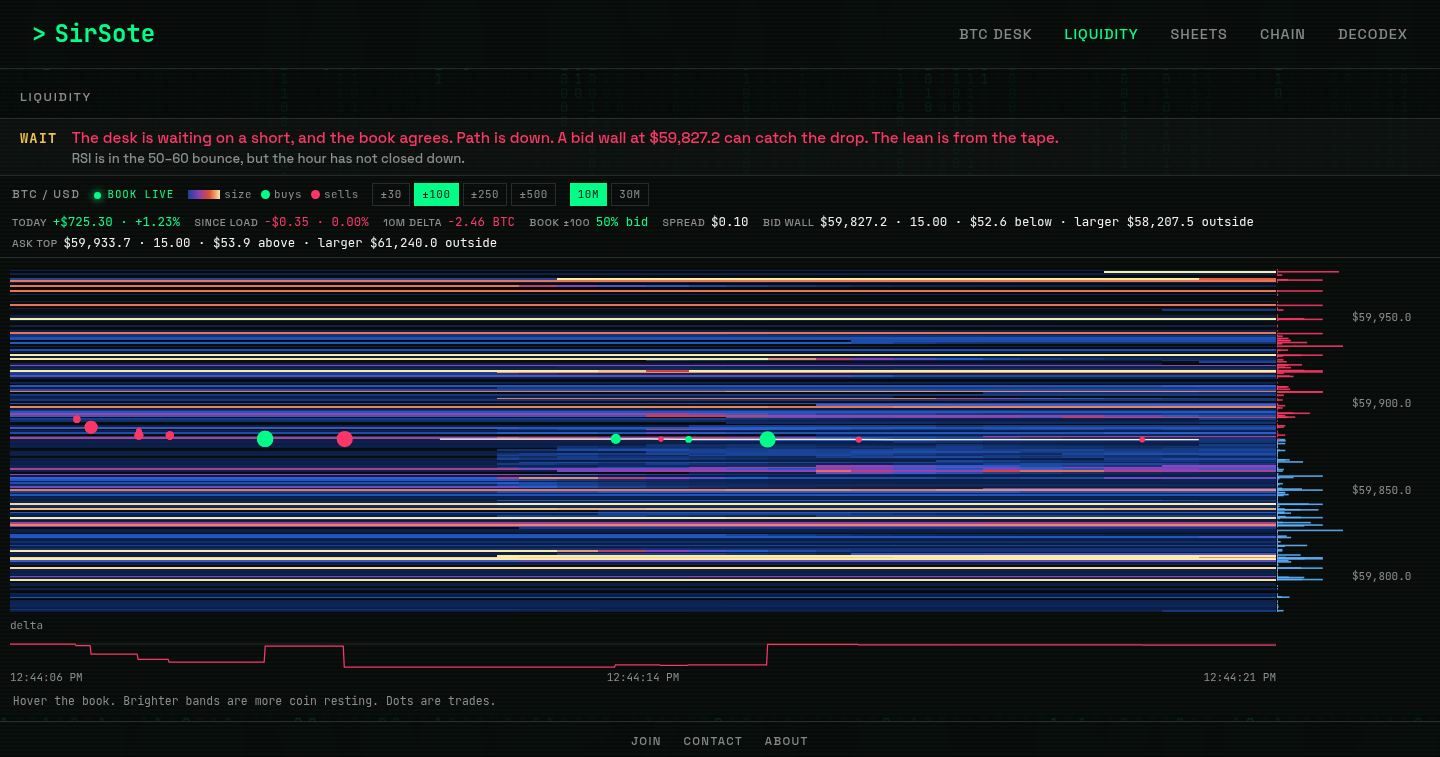 > SirSote
BTC DESK LIQUIDITY SHEETS CHAIN DECODEX
LIQUIDITY
WAIT The desk is waiting on a short, and the book agrees. Path is down. A bid wall at $59,827.2 can catch the drop. The lean is from the tape.
RSI is in the 50–60 bounce, but the hour has not closed down.
BTC / USD BOOK LIVE size buys sells ±30 ±100 ±250 ±500 10M 30M
TODAY +$725.30 · +1.23% SINCE LOAD -$0.35 · 0.00% 10M DELTA -2.46 BTC BOOK ±100 50% bid SPREAD $0.10 BID WALL $59,827.2 · 15.00 · $52.6 below · larger $58,207.5 outside
ASK TOP $59,933.7 · 15.00 · $53.9 above · larger $61,240.0 outside
$59,950.0
$59,900.0
$59,850.0
$59,800.0
delta
12:44:06 PM 12:44:14 PM 12:44:21 PM
Hover the book. Brighter bands are more coin resting. Dots are trades.
JOIN CONTACT ABOUT